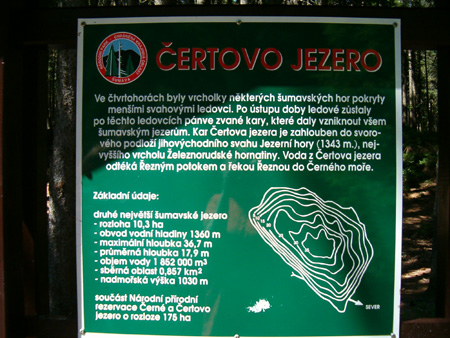 ČERTOVO JEZERO
Ve čtvrtohorách byly vrcholky některých šumavských hor pokryty
menšími svahovými ledovci. Po ústupu doby ledové zůstaly
po těchto ledovcích pánve zvané kary, které daly vzniknout všem
šumavským jezerům. Kar Čertova jezera je zahlouben do svoro-
vého podloží jihovýchodního svahu Jezerní hory (1343 m.), nej-
vyššího vrcholu Železnorudské hornatiny. Voda z Čertova jezera
odtéká Řezným potokem a řekou Řeznou do Černého moře.
Základní údaje:
druhé největší šumavské jezero
- rozloha 10,3 ha
- obvod vodní hladiny 1360 m
- maximální hloubka 36,7 m
- průměrná hloubka 17,9 m
- objem vody 1 852 000 m³
- sběrná oblast 0,857 km²
- nadmořská výška 1030 m
součást Národní přírodní
rezervace Černé a Čertovo
jezero o rozloze 175 ha
SEVER